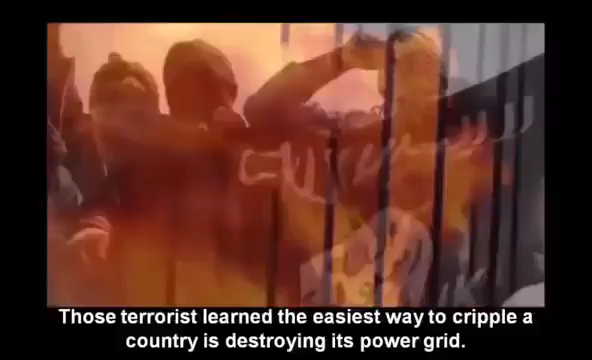 Those terrorist learned the easiest way to cripple a
country is destroying its power grid.